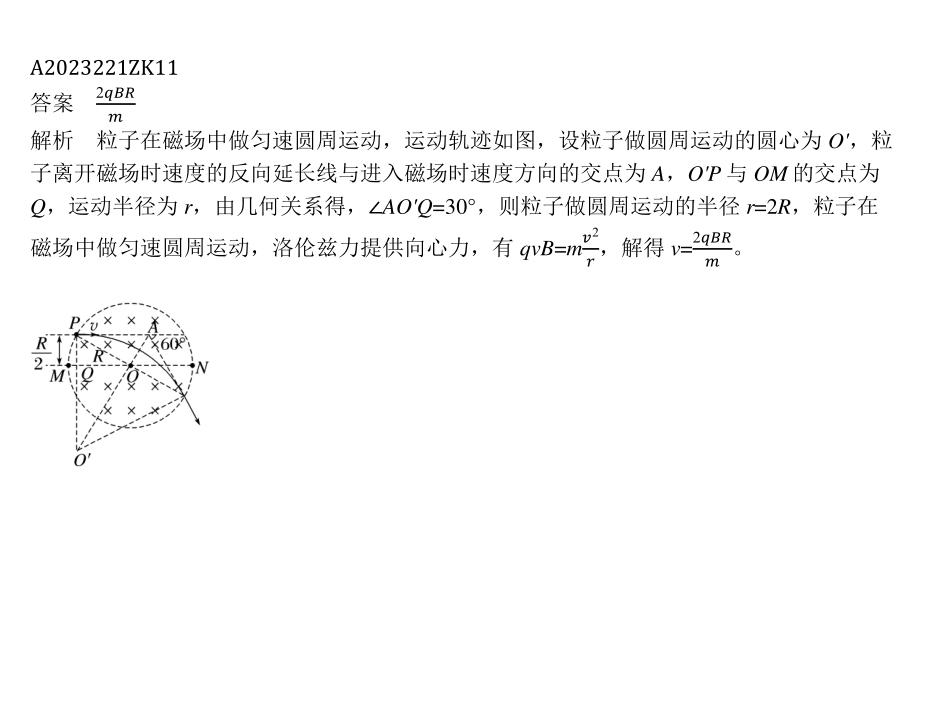 A2023221ZK11
答案 2qBR/m
解析 粒子在磁场中做匀速圆周运动，运动轨迹如图，设粒子做圆周运动的圆心为 O′，粒
子离开磁场时速度的反向延长线与进入磁场时速度方向的交点为 A，O′P 与 OM 的交点为
Q，运动半径为 r，由几何关系得，∠AO′Q=30°，则粒子做圆周运动的半径 r=2R，粒子在
磁场中做匀速圆周运动，洛伦兹力提供向心力，有 qvB=mv²/r，解得 v=2qBR/m。
P v A
60°
R/2 R
M Q O N
O′